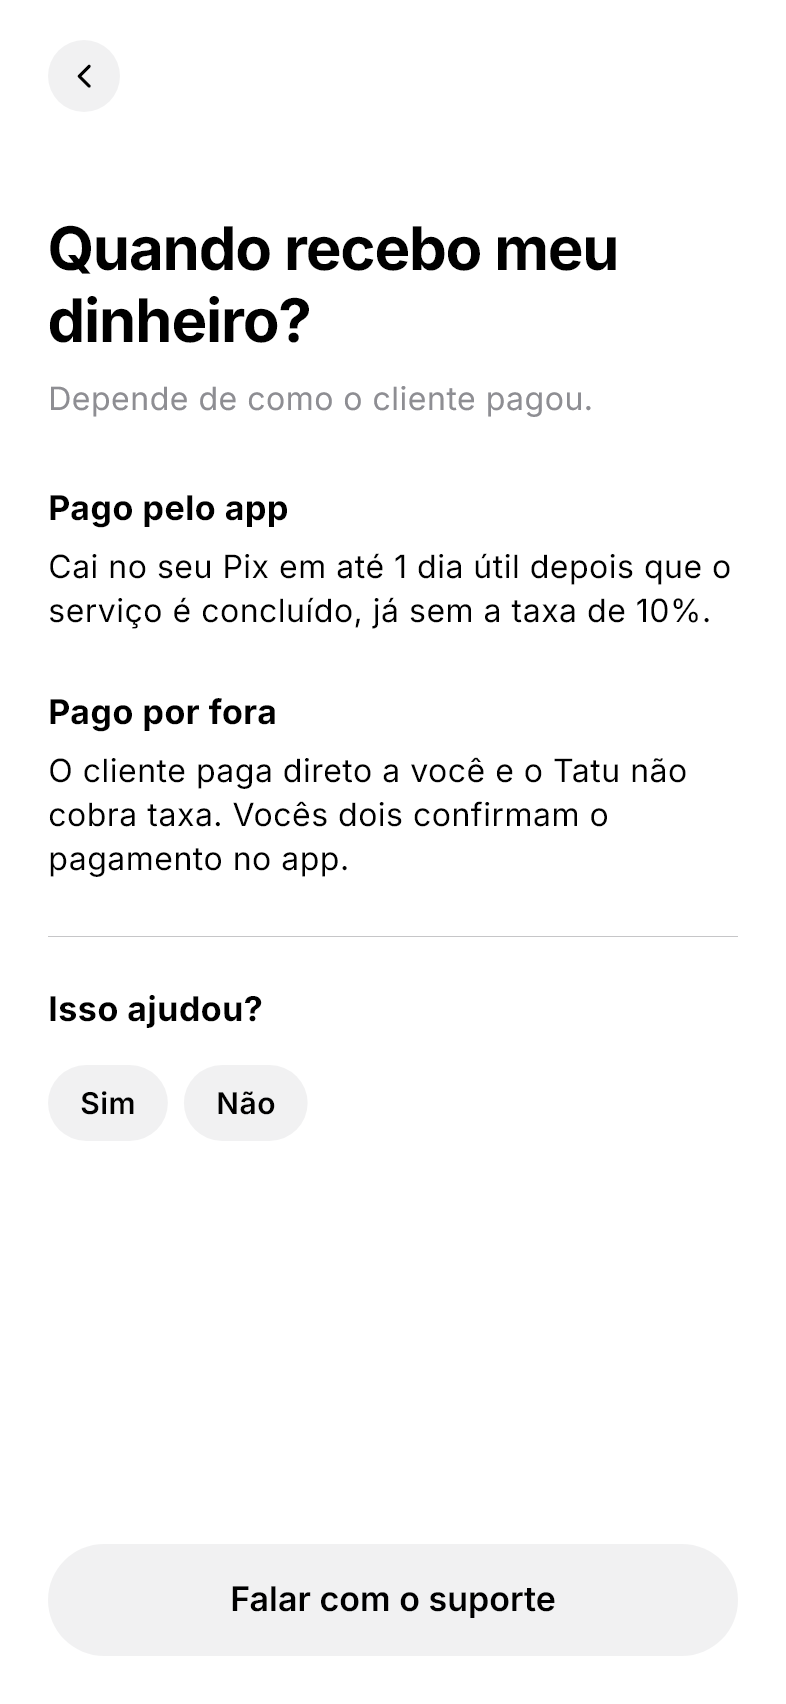 Quando recebo meu
dinheiro?
Depende de como o cliente pagou.
Pago pelo app
Cai no seu Pix em até 1 dia útil depois que o
serviço é concluído, já sem a taxa de 10%.
Pago por fora
O cliente paga direto a você e o Tatu não
cobra taxa. Vocês dois confirmam o
pagamento no app.
Isso ajudou?
Sim
Não
Falar com o suporte